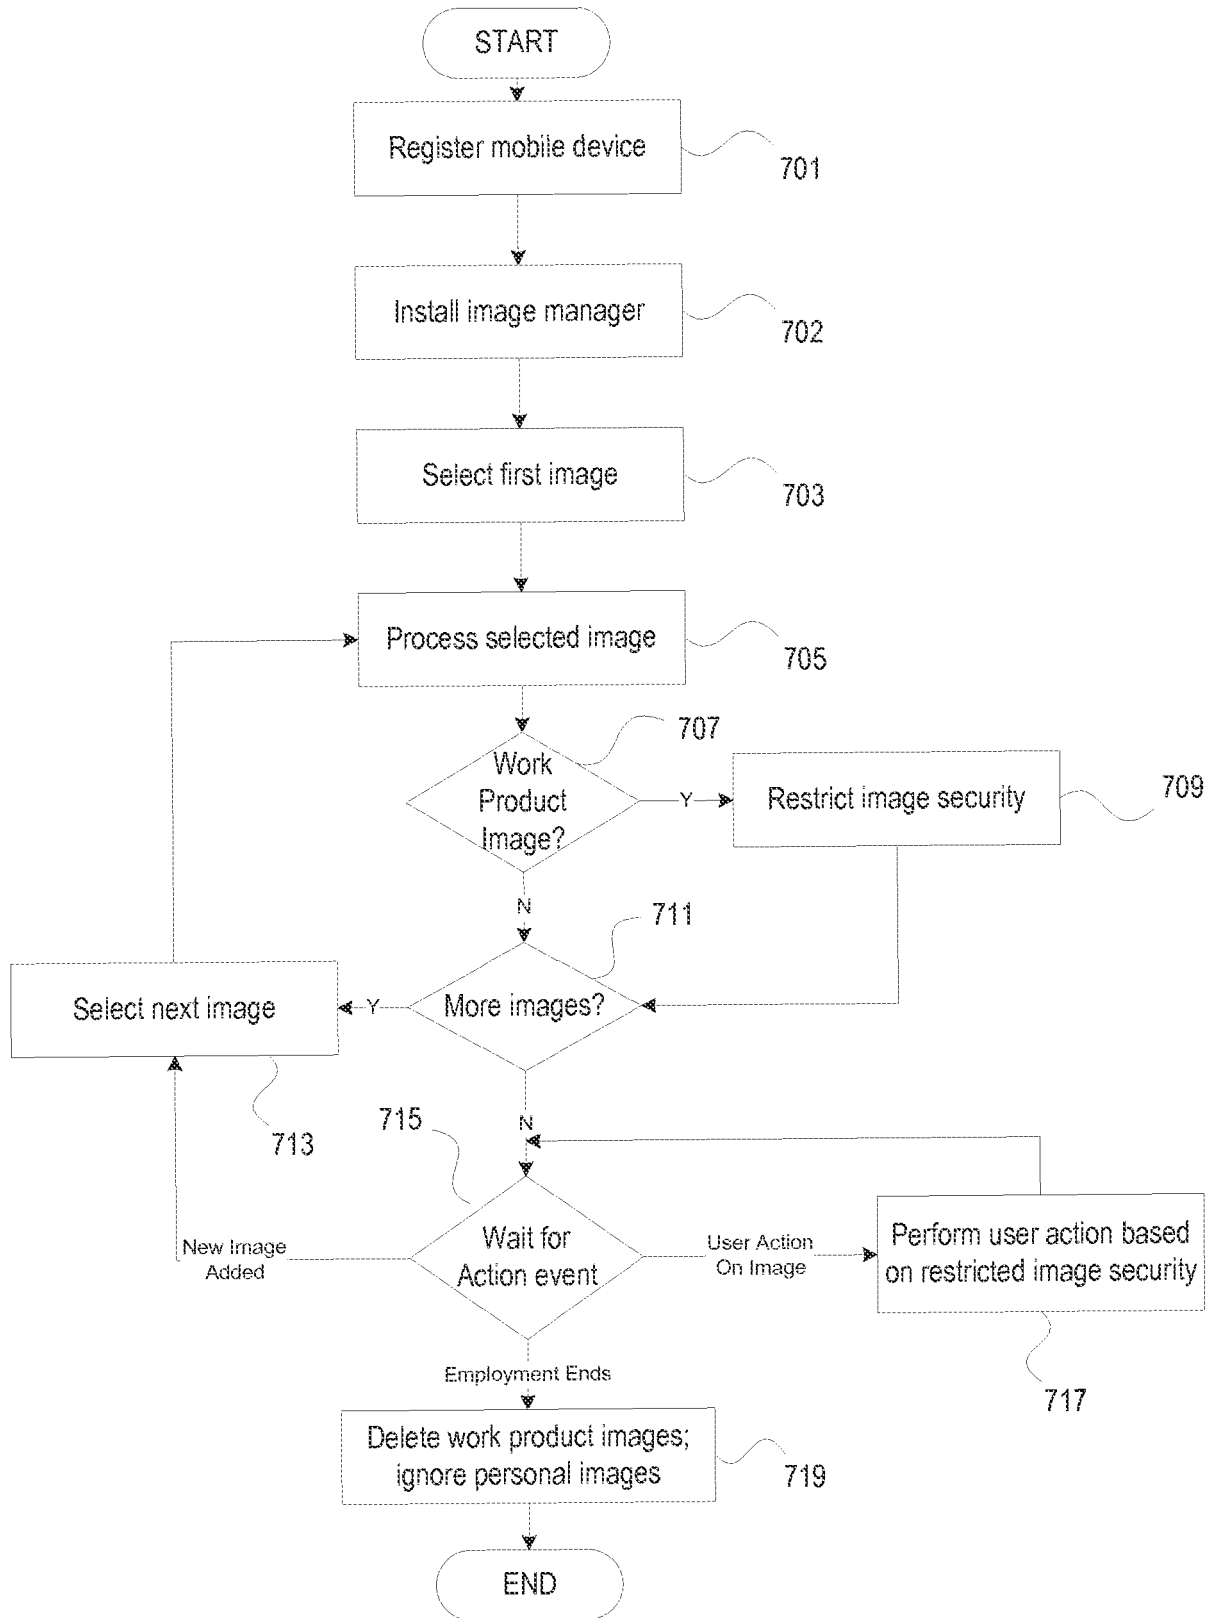 START
Register mobile device
701
Install image manager
702
Select first image
703
Process selected image
705
707
Work
Product
Image?
Y
Restrict image security
709
N
711
More images?
Y
Select next image
713
N
715
Wait for
Action event
New Image
Added
User Action
On Image
Perform user action based
on restricted image security
717
Employment Ends
Delete work product images;
ignore personal images
719
END